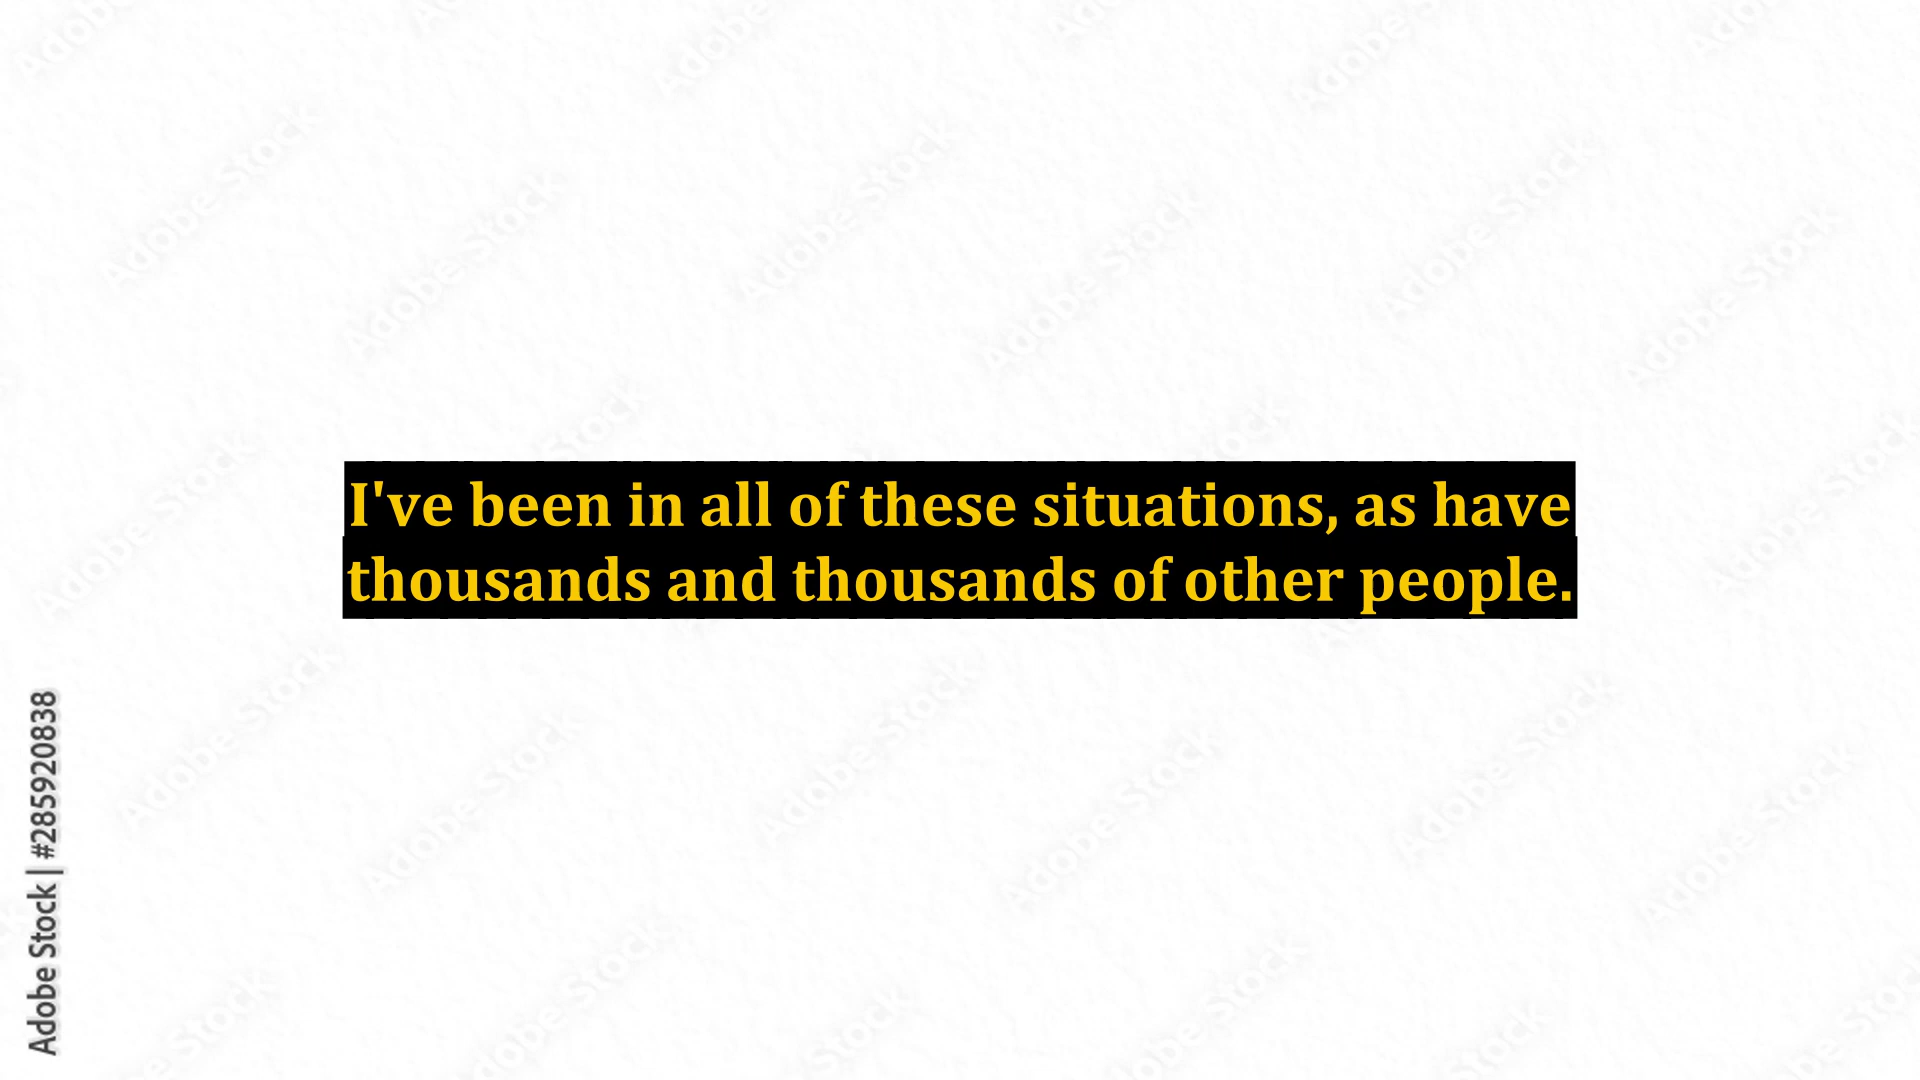 I've been in all of these situations, as have
thousands and thousands of other people.
Adobe Stock | #285920838